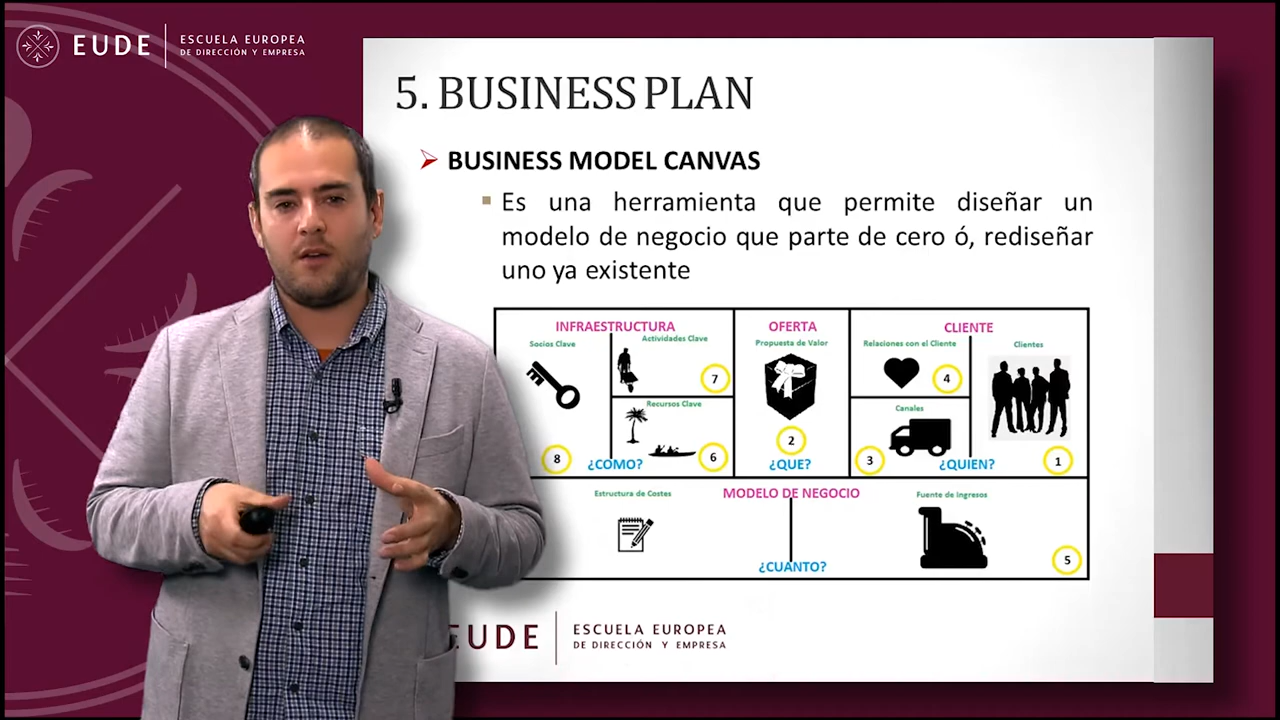 EUDE
ESCUELA EUROPEA
DE DIRECCIÓN Y EMPRESA
5. BUSINESS PLAN
BUSINESS MODEL CANVAS
Es una herramienta que permite diseñar un
modelo de negocio que parte de cero ó, rediseñar
uno ya existente
INFRAESTRUCTURA
Socios Clave
Actividades Clave
7
Recursos Clave
8
¿COMO?
6
OFERTA
Propuesta de Valor
2
¿QUE?
CLIENTE
Relaciones con el Cliente
4
Clientes
Canales
3
¿QUIEN?
1
Estructura de Costes
MODELO DE NEGOCIO
Fuente de Ingresos
¿CUANTO?
5
EUDE
ESCUELA EUROPEA
DE DIRECCIÓN Y EMPRESA